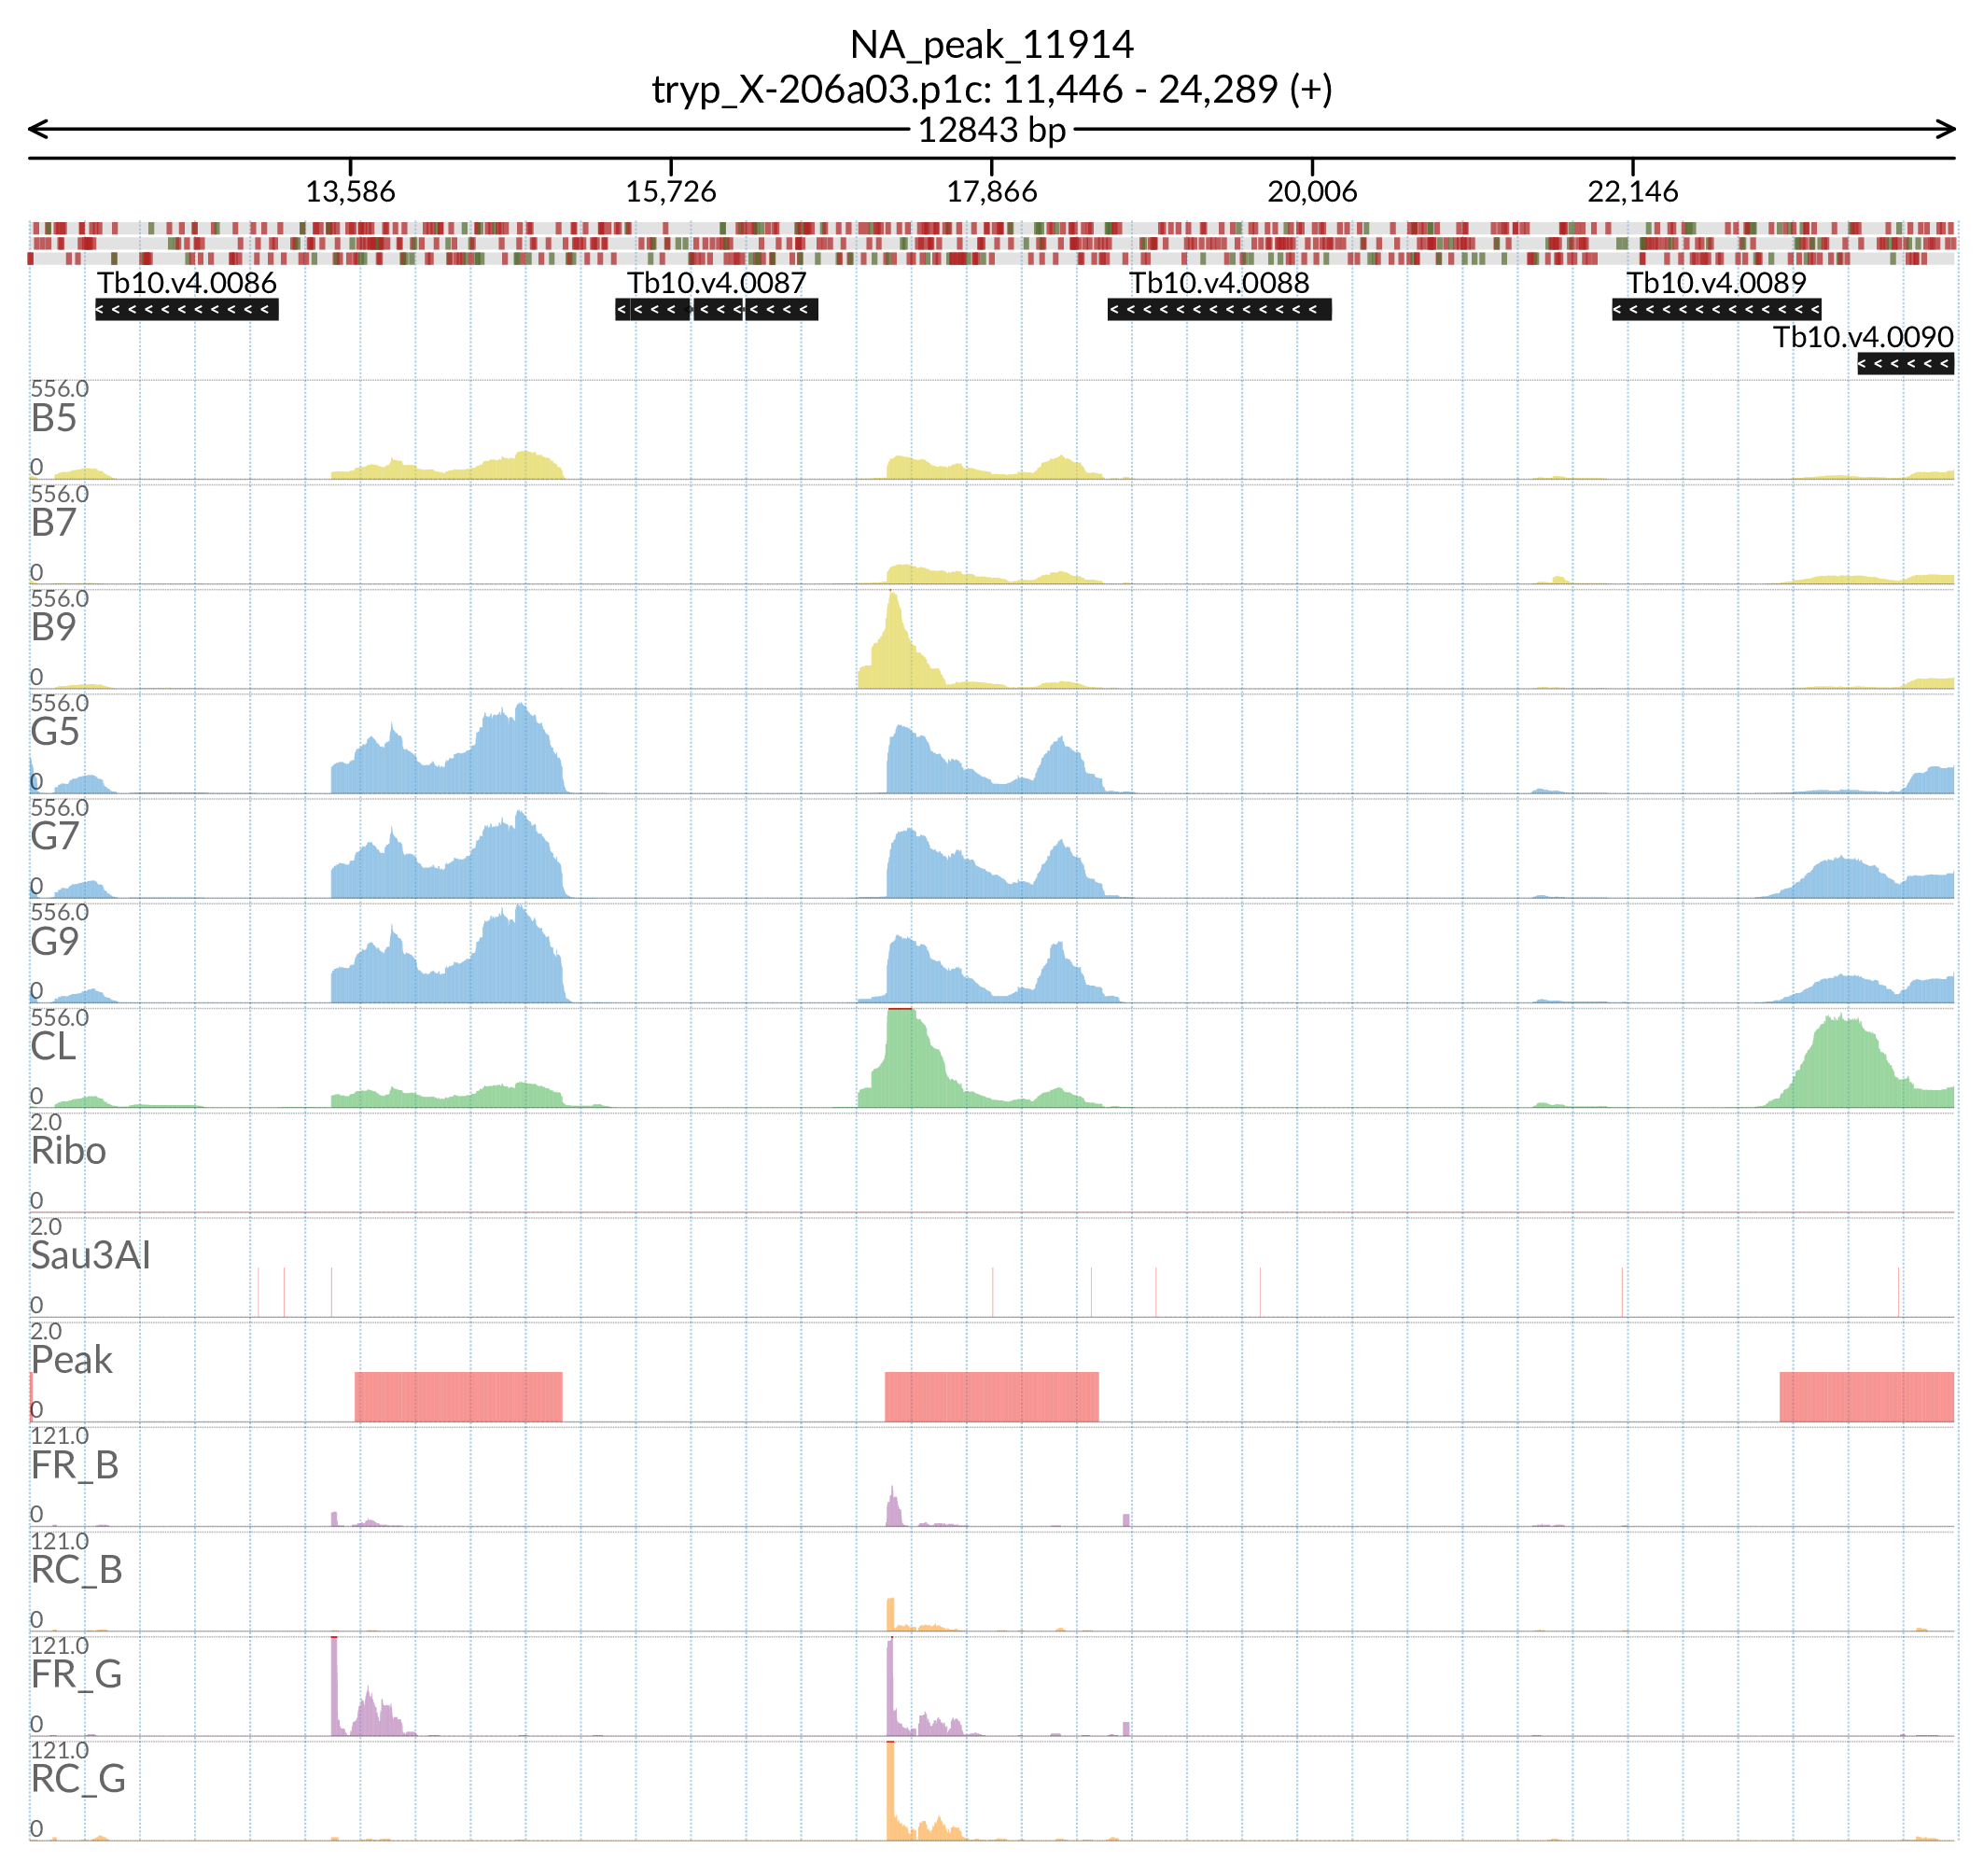 NA_peak_11914
tryp_X-206a03.p1c: 11,446 - 24,289 (+)
12843 bp
13,586 15,726 17,866 20,006 22,146
Tb10.v4.0086 Tb10.v4.0087 Tb10.v4.0088 Tb10.v4.0089
Tb10.v4.0090
556.0
B5
0
556.0
B7
0
556.0
B9
0
556.0
G5
0
556.0
G7
0
556.0
G9
0
556.0
CL
0
2.0
Ribo
0
2.0
Sau3AI
0
2.0
Peak
0
121.0
FR_B
0
121.0
RC_B
0
121.0
FR_G
0
121.0
RC_G
0